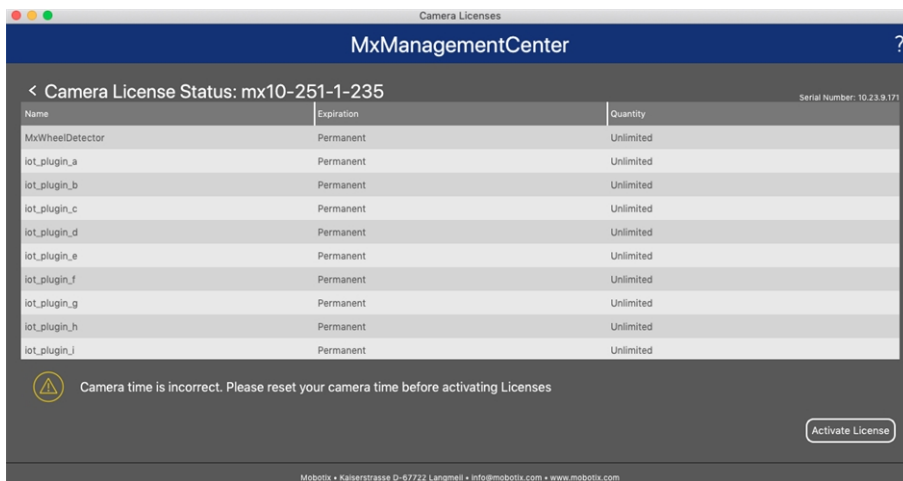 Camera Licenses
MxManagementCenter
?
< Camera License Status: mx10-251-1-235
Serial Number: 10.23.9.171
Name Expiration Quantity
MxWheelDetector Permanent Unlimited
iot_plugin_a Permanent Unlimited
iot_plugin_b Permanent Unlimited
iot_plugin_c Permanent Unlimited
iot_plugin_d Permanent Unlimited
iot_plugin_e Permanent Unlimited
iot_plugin_f Permanent Unlimited
iot_plugin_g Permanent Unlimited
iot_plugin_h Permanent Unlimited
iot_plugin_i Permanent Unlimited
Camera time is incorrect. Please reset your camera time before activating Licenses
Activate License
Mobotix • Kaiserstrasse D-67722 Langmeil • info@mobotix.com • www.mobotix.com